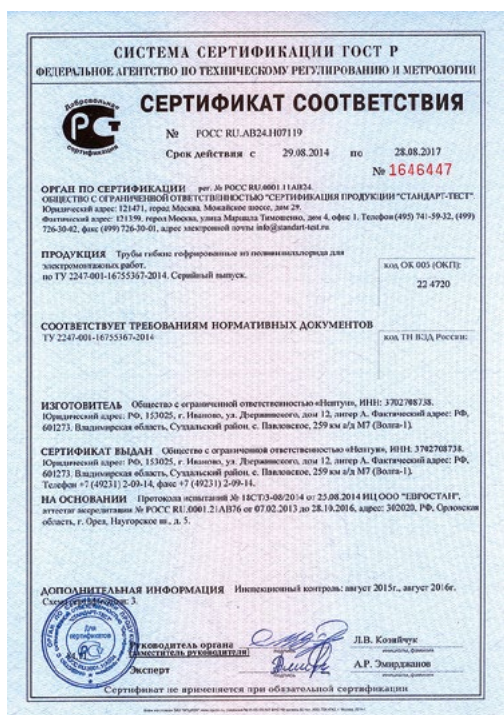 СИСТЕМА СЕРТИФИКАЦИИ ГОСТ Р
ФЕДЕРАЛЬНОЕ АГЕНТСТВО ПО ТЕХНИЧЕСКОМУ РЕГУЛИРОВАНИЮ И МЕТРОЛОГИИ
Добровольная
сертификация
СЕРТИФИКАТ СООТВЕТСТВИЯ
№ РОСС RU.АВ24.Н07119
Срок действия с 29.08.2014 по 28.08.2017
№ 1646447
ОРГАН ПО СЕРТИФИКАЦИИ рег. № РОСС RU.0001.11АВ24.
ОБЩЕСТВО С ОГРАНИЧЕННОЙ ОТВЕТСТВЕННОСТЬЮ "СЕРТИФИКАЦИЯ ПРОДУКЦИИ "СТАНДАРТ-ТЕСТ".
Юридический адрес: 121471, город Москва, Можайское шоссе, дом 29.
Фактический адрес: 121359, город Москва, улица Маршала Тимошенко, дом 4, офис 1. Телефон (495) 741-59-32, (499)
726-30-02, факс (499) 726-30-01, адрес электронной почты info@standart-test.ru
ПРОДУКЦИЯ Трубы гибкие гофрированные из поливинилхлорида для
электромонтажных работ.
по ТУ 2247-001-16755367-2014. Серийный выпуск.
код ОК 005 (ОКП):
22 4720
СООТВЕТСТВУЕТ ТРЕБОВАНИЯМ НОРМАТИВНЫХ ДОКУМЕНТОВ
ТУ 2247-001-16755367-2014
код ТН ВЭД России:
ИЗГОТОВИТЕЛЬ Общество с ограниченной ответственностью «Нептун», ИНН: 3702708738.
Юридический адрес: РФ, 153025, г. Иваново, ул. Дзержинского, дом 12, литер А. Фактический адрес: РФ,
601273, Владимирская область, Суздальский район, с. Павловское, 259 км а/д М7 (Волга-1).
СЕРТИФИКАТ ВЫДАН Общество с ограниченной ответственностью «Нептун», ИНН: 3702708738.
Юридический адрес: РФ, 153025, г. Иваново, ул. Дзержинского, дом 12, литер А. Фактический адрес: РФ,
601273, Владимирская область, Суздальский район, с. Павловское, 259 км а/д М7 (Волга-1).
Телефон +7 (49231) 2-09-14, факс +7 (49231) 2-09-14.
НА ОСНОВАНИИ Протокола испытаний № 18СТ/3-08/2014 от 25.08.2014 ИЦ ООО "ЕВРОСТАН",
аттестат аккредитации № РОСС RU.0001.21АВ76 от 07.02.2013 до 28.10.2016, адрес: 302020, РФ, Орловская
область, г. Орел, Наугорское ш., д. 5.
ДОПОЛНИТЕЛЬНАЯ ИНФОРМАЦИЯ Инспекционный контроль: август 2015г., август 2016г.
Схема сертификации: 3.
Для
сертификатов
Руководитель органа
(заместитель руководителя)
Л.В. Козийчук
Эксперт
А.Р. Эмирджанов
Сертификат не применяется при обязательной сертификации